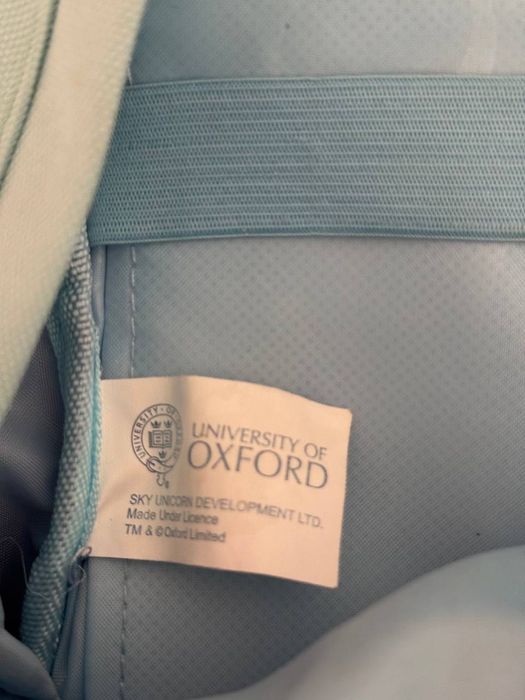 UNIVERSITY OF
OXFORD
SKY UNICORN DEVELOPMENT LTD.
Made Under Licence
TM & © Oxford Limited